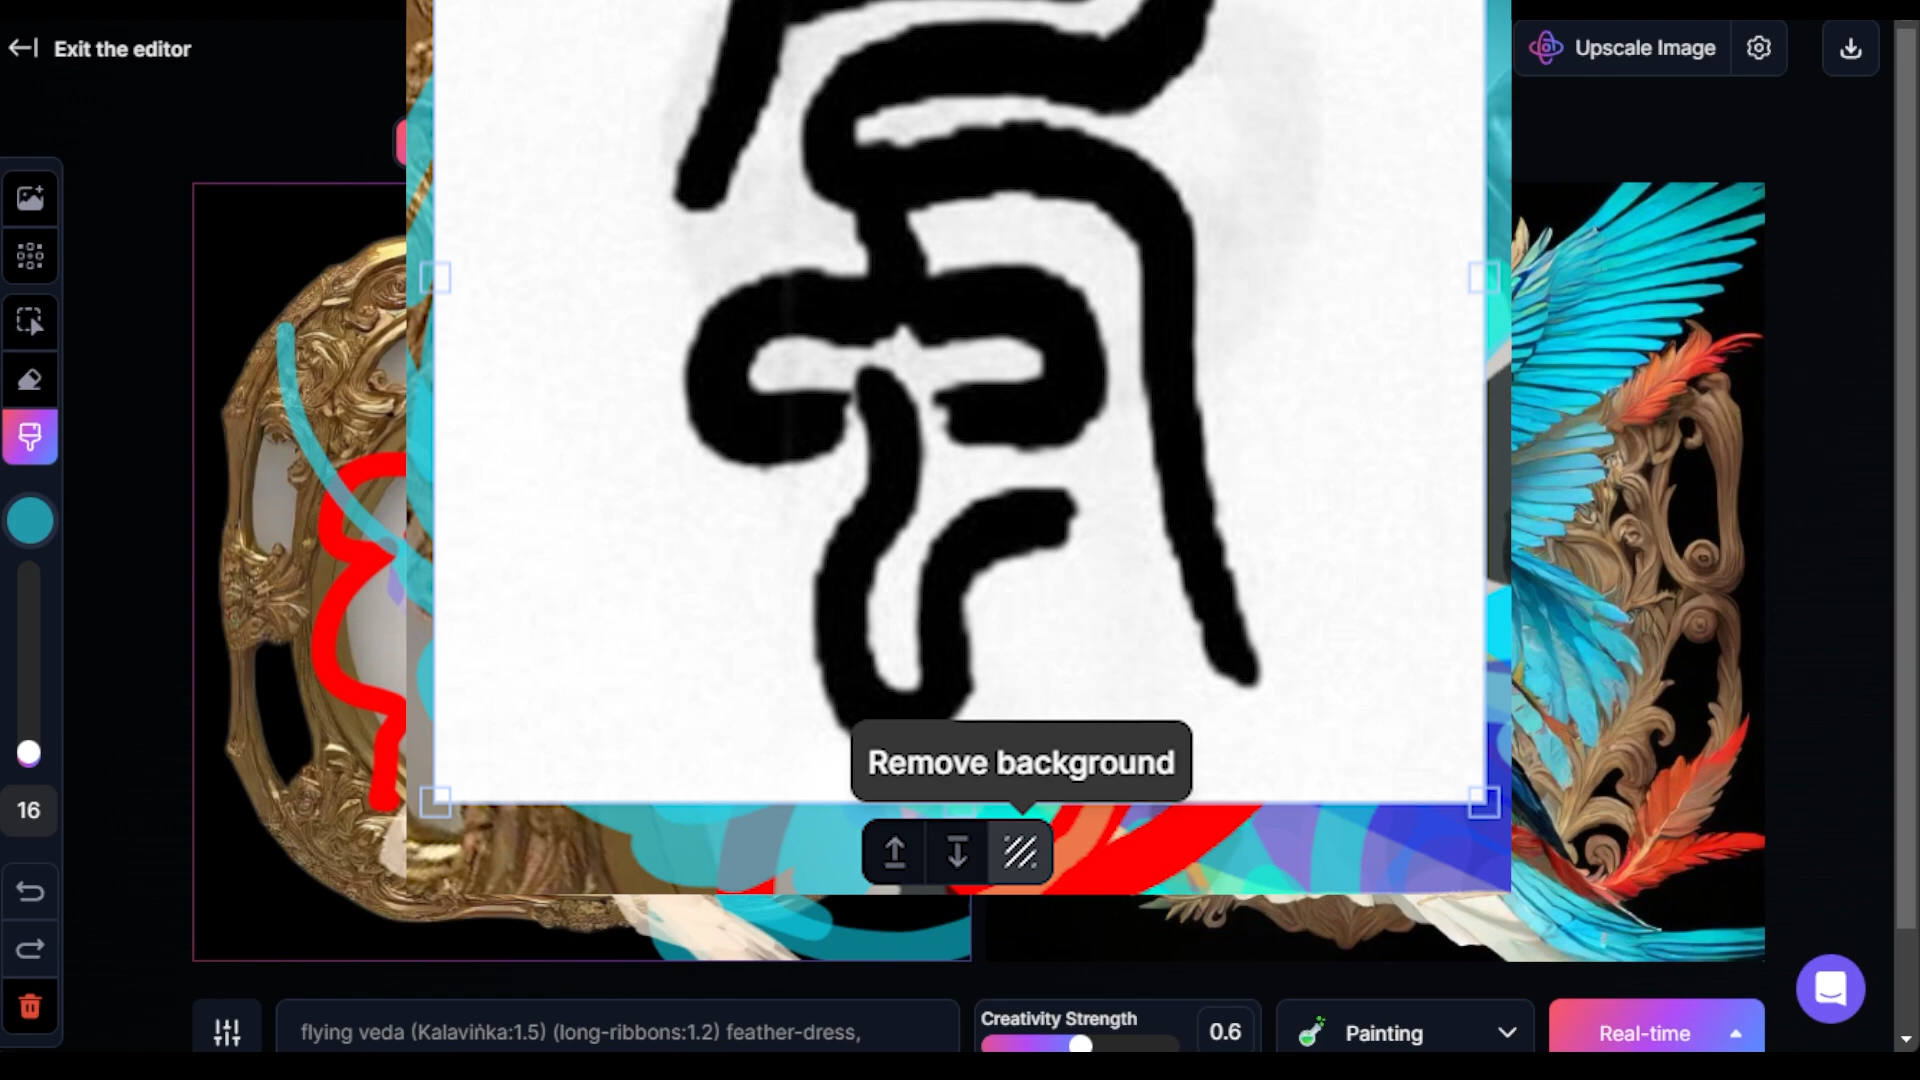 Exit the editor
Upscale Image
Remove background
16
flying veda (Kalaviṅka:1.5) (long-ribbons:1.2) feather-dress,
Creativity Strength
0.6
Painting
Real-time